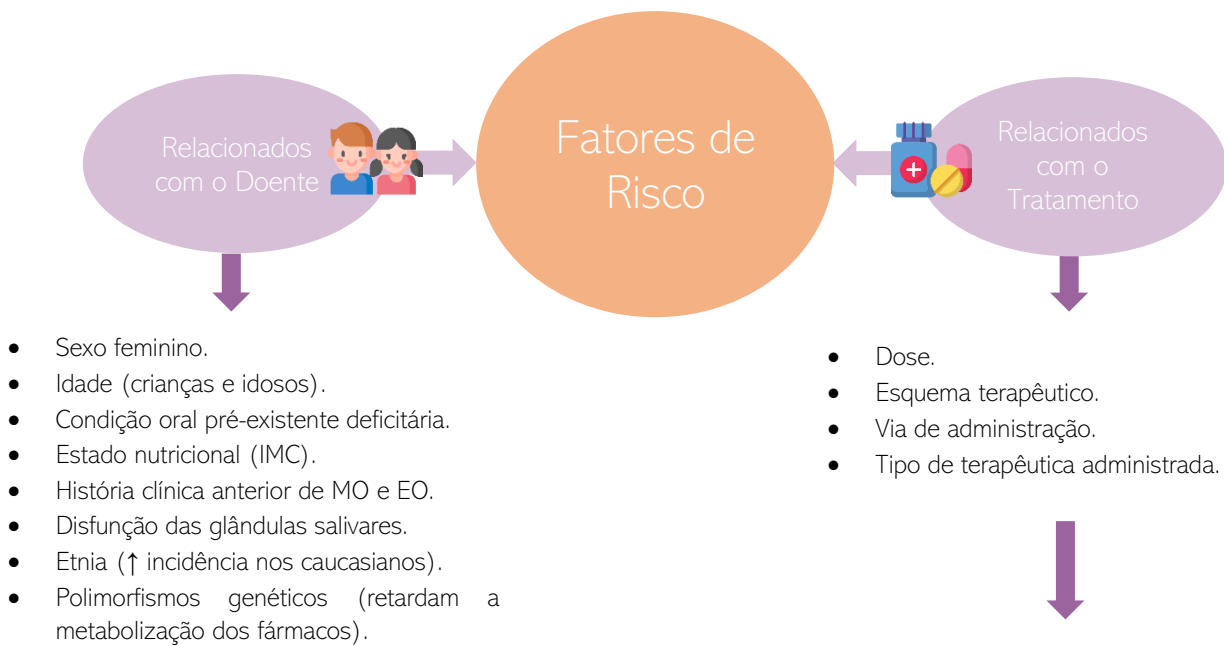 Fatores de
Risco
Relacionados
com o Doente
Relacionados
com o
Tratamento
• Sexo feminino.
• Idade (crianças e idosos).
• Condição oral pré-existente deficitária.
• Estado nutricional (IMC).
• História clínica anterior de MO e EO.
• Disfunção das glândulas salivares.
• Etnia (↑ incidência nos caucasianos).
• Polimorfismos genéticos (retardam a
metabolização dos fármacos).
• Dose.
• Esquema terapêutico.
• Via de administração.
• Tipo de terapêutica administrada.